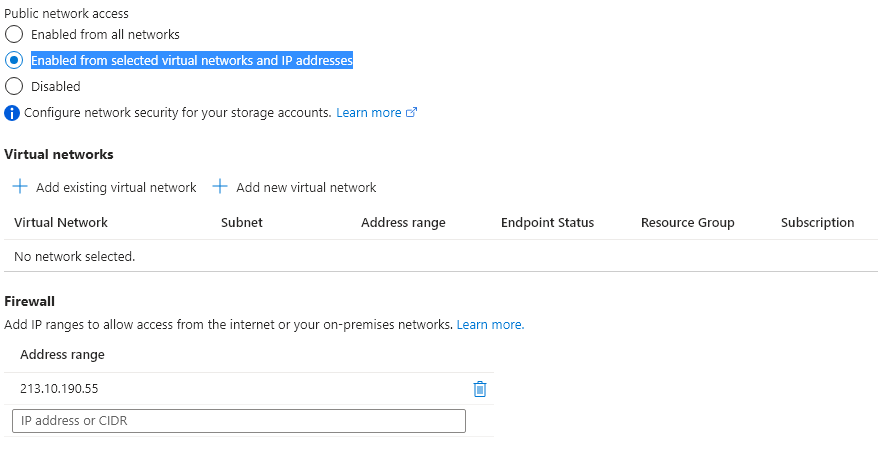 Public network access
Enabled from all networks
Enabled from selected virtual networks and IP addresses
Disabled
Configure network security for your storage accounts. Learn more
Virtual networks
Add existing virtual network Add new virtual network
Virtual Network Subnet Address range Endpoint Status Resource Group Subscription
No network selected.
Firewall
Add IP ranges to allow access from the internet or your on-premises networks. Learn more.
Address range
213.10.190.55
IP address or CIDR